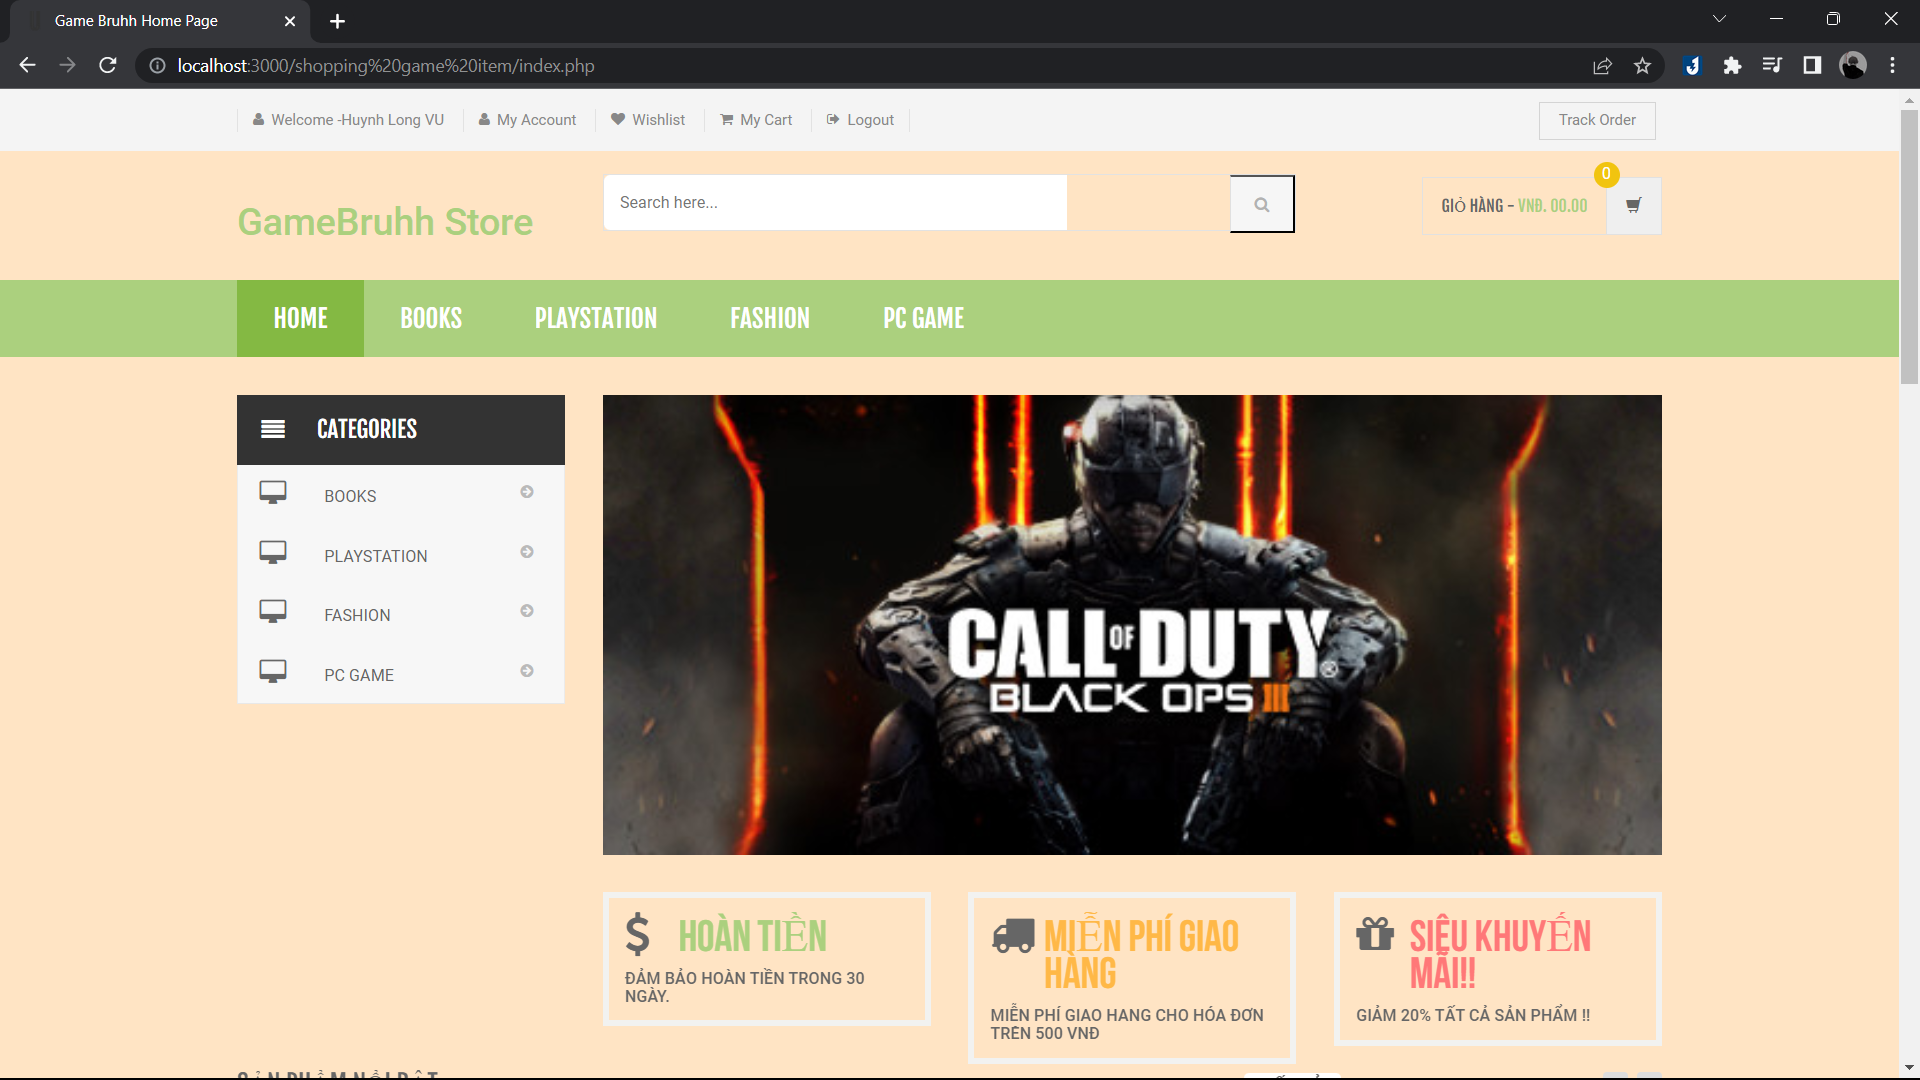 Game Bruhh Home Page
localhost:3000/shopping%20game%20item/index.php
Welcome -Huynh Long VU
My Account
Wishlist
My Cart
Logout
Track Order
GameBruhh Store
Search here...
GIỎ HÀNG - VNĐ. 00.00
0
HOME
BOOKS
PLAYSTATION
FASHION
PC GAME
CATEGORIES
BOOKS
PLAYSTATION
FASHION
PC GAME
CALL OF DUTY®
BLACK OPS III
HOÀN TIỀN
ĐẢM BẢO HOÀN TIỀN TRONG 30
NGÀY.
MIỄN PHÍ GIAO
HÀNG
MIỄN PHÍ GIAO HANG CHO HÓA ĐƠN
TRÊN 500 VNĐ
SIÊU KHUYẾN
MÃI!!
GIẢM 20% TẤT CẢ SẢN PHẨM !!
SẢN PHẨM NỔI BẬT